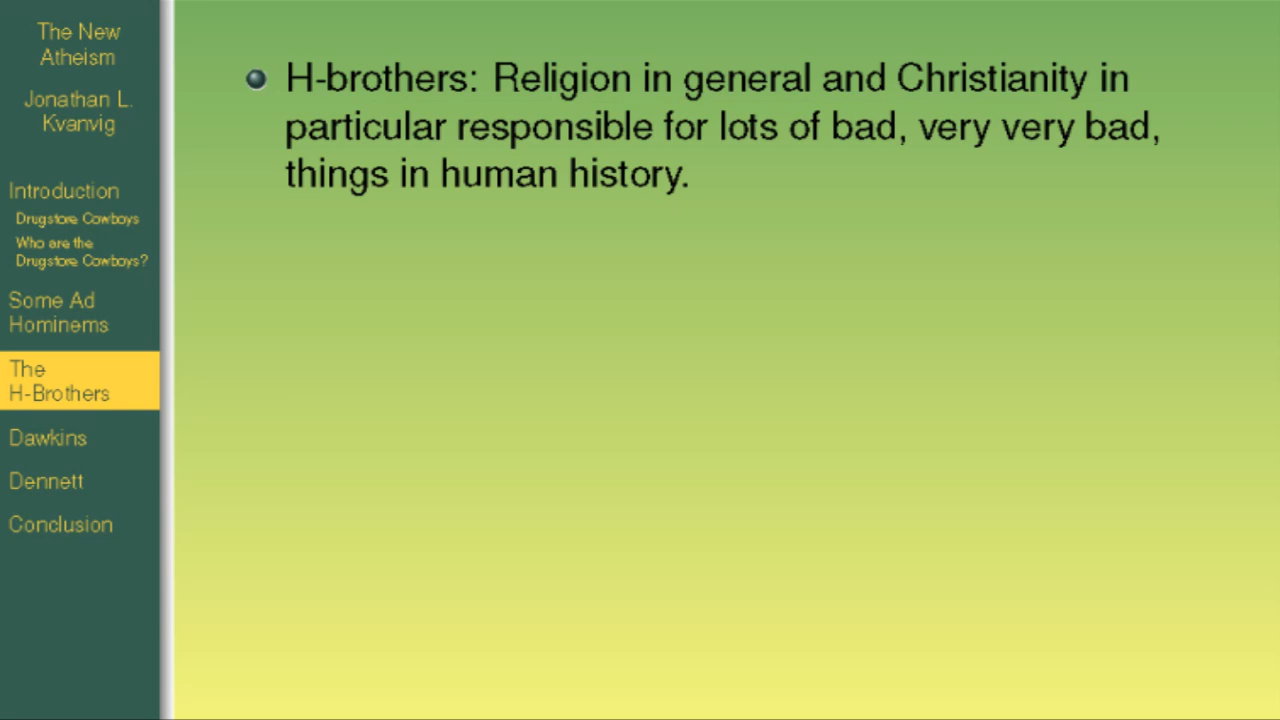 The New
Atheism
Jonathan L.
Kvanvig
Introduction
Drugstore Cowboys
Who are the
Drugstore Cowboys?
Some Ad
Hominems
The
H-Brothers
Dawkins
Dennett
Conclusion
H-brothers: Religion in general and Christianity in
particular responsible for lots of bad, very very bad,
things in human history.